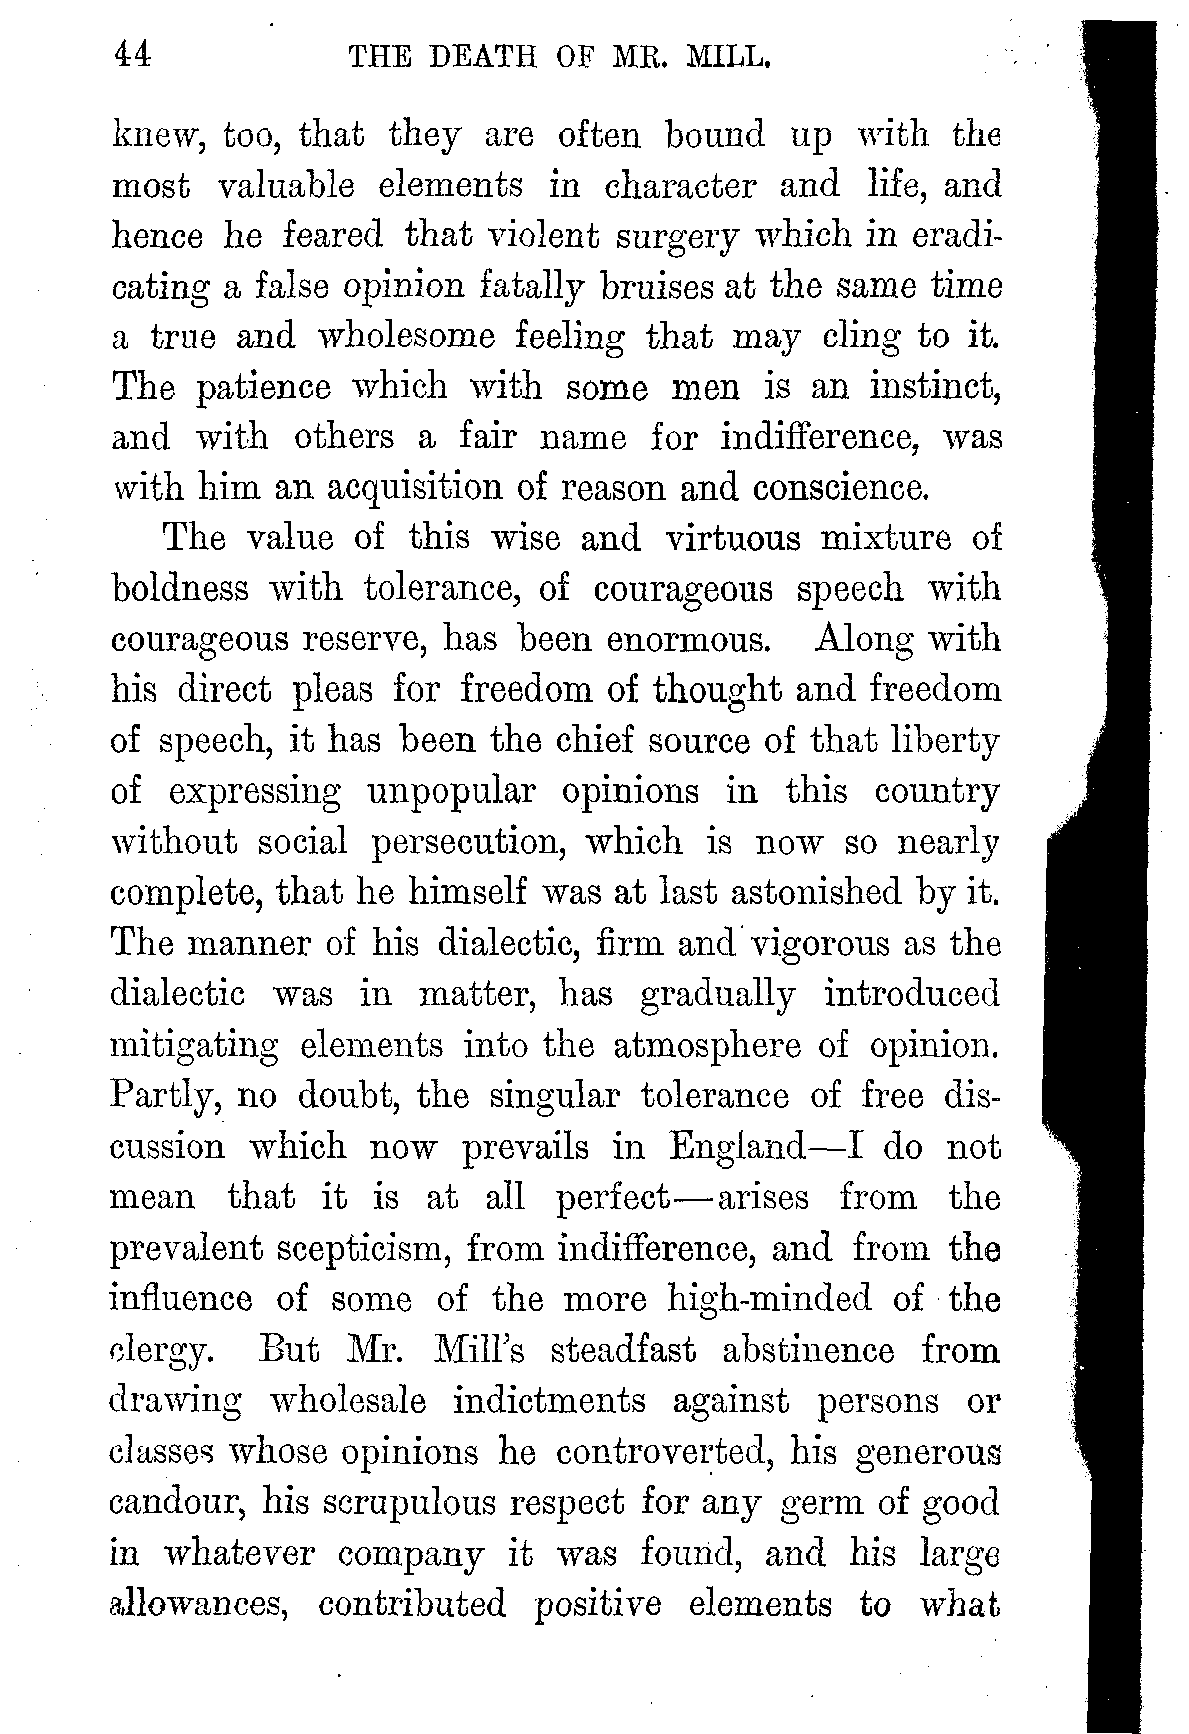 44 THE DEATH OF MR. MILL.
knew, too, that they are often bound up with the
most valuable elements in character and life, and
hence he feared that violent surgery which in eradi-
cating a false opinion fatally bruises at the same time
a true and wholesome feeling that may cling to it.
The patience which with some men is an instinct,
and with others a fair name for indifference, was
with him an acquisition of reason and conscience.
The value of this wise and virtuous mixture of
boldness with tolerance, of courageous speech with
courageous reserve, has been enormous. Along with
his direct pleas for freedom of thought and freedom
of speech, it has been the chief source of that liberty
of expressing unpopular opinions in this country
without social persecution, which is now so nearly
complete, that he himself was at last astonished by it.
The manner of his dialectic, firm and vigorous as the
dialectic was in matter, has gradually introduced
mitigating elements into the atmosphere of opinion.
Partly, no doubt, the singular tolerance of free dis-
cussion which now prevails in England—I do not
mean that it is at all perfect—arises from the
prevalent scepticism, from indifference, and from the
influence of some of the more high-minded of the
clergy. But Mr. Mill's steadfast abstinence from
drawing wholesale indictments against persons or
classes whose opinions he controverted, his generous
candour, his scrupulous respect for any germ of good
in whatever company it was found, and his large
allowances, contributed positive elements to what